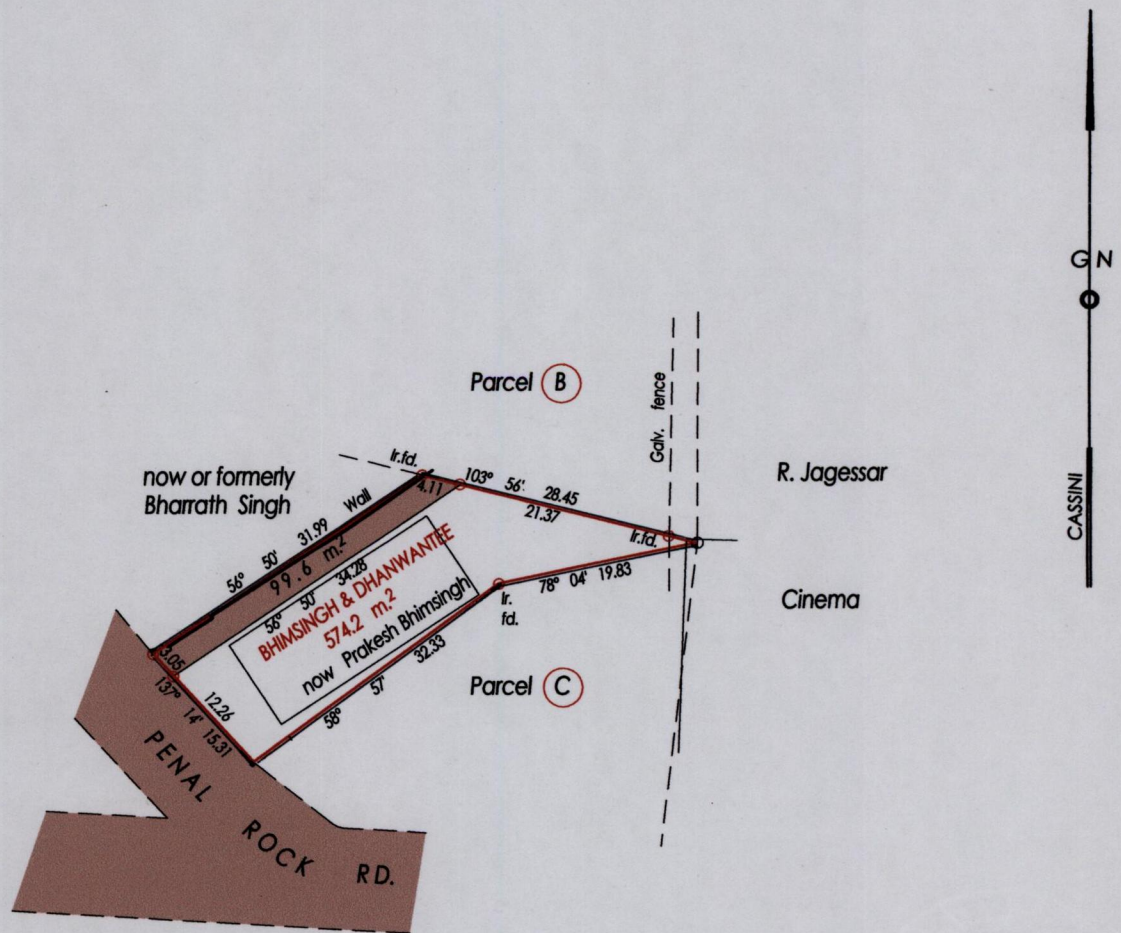 G N
CASSINI
Parcel B
Galv. fence
R. Jagessar
Cinema
now or formerly
Bharrath Singh
Ir.fd.
4.11
103° 56'. 28.45
21.37
Ir.fd.
56° 50' 31.99 Wall
99.6 m.²
56° 50' 34.28
BHIMSINGH & DHANWANTEE
574.2 m.²
now Prakesh Bhimsingh
78° 04' 19.83
Ir.
fd.
58° 57' 32.33
Parcel C
3.05
12.26
137° 14' 15.31
PENAL ROCK RD.